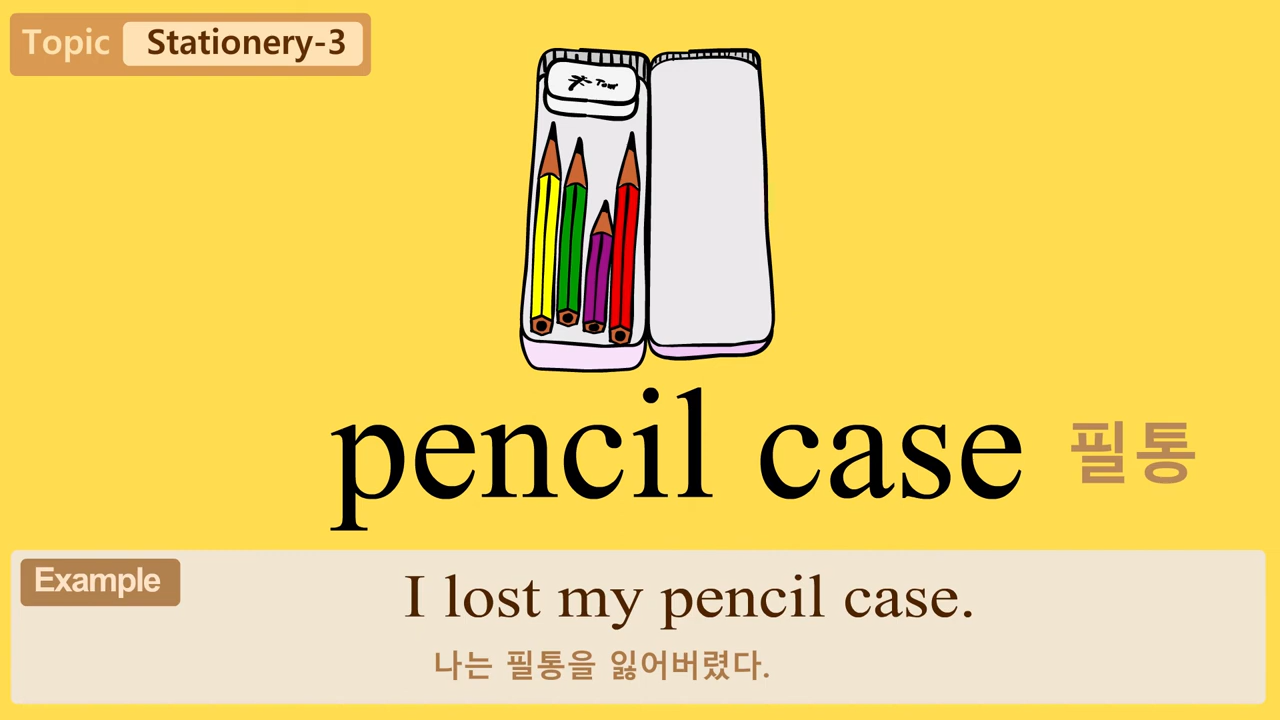 Topic Stationery-3
pencil case 필통
Example
I lost my pencil case.
나는 필통을 잃어버렸다.